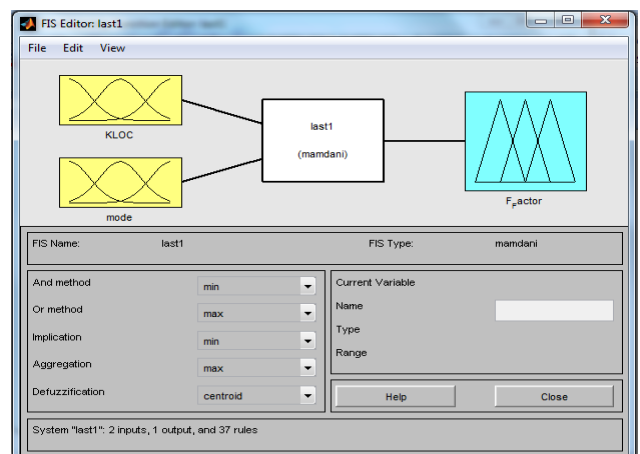 FIS Editor: last1
File Edit View
KLOC
last1
(mamdani)
mode
F_Factor
FIS Name: last1 FIS Type: mamdani
And method min
Or method max
Implication min
Aggregation max
Defuzzification centroid
Current Variable
Name
Type
Range
Help Close
System "last1": 2 inputs, 1 output, and 37 rules